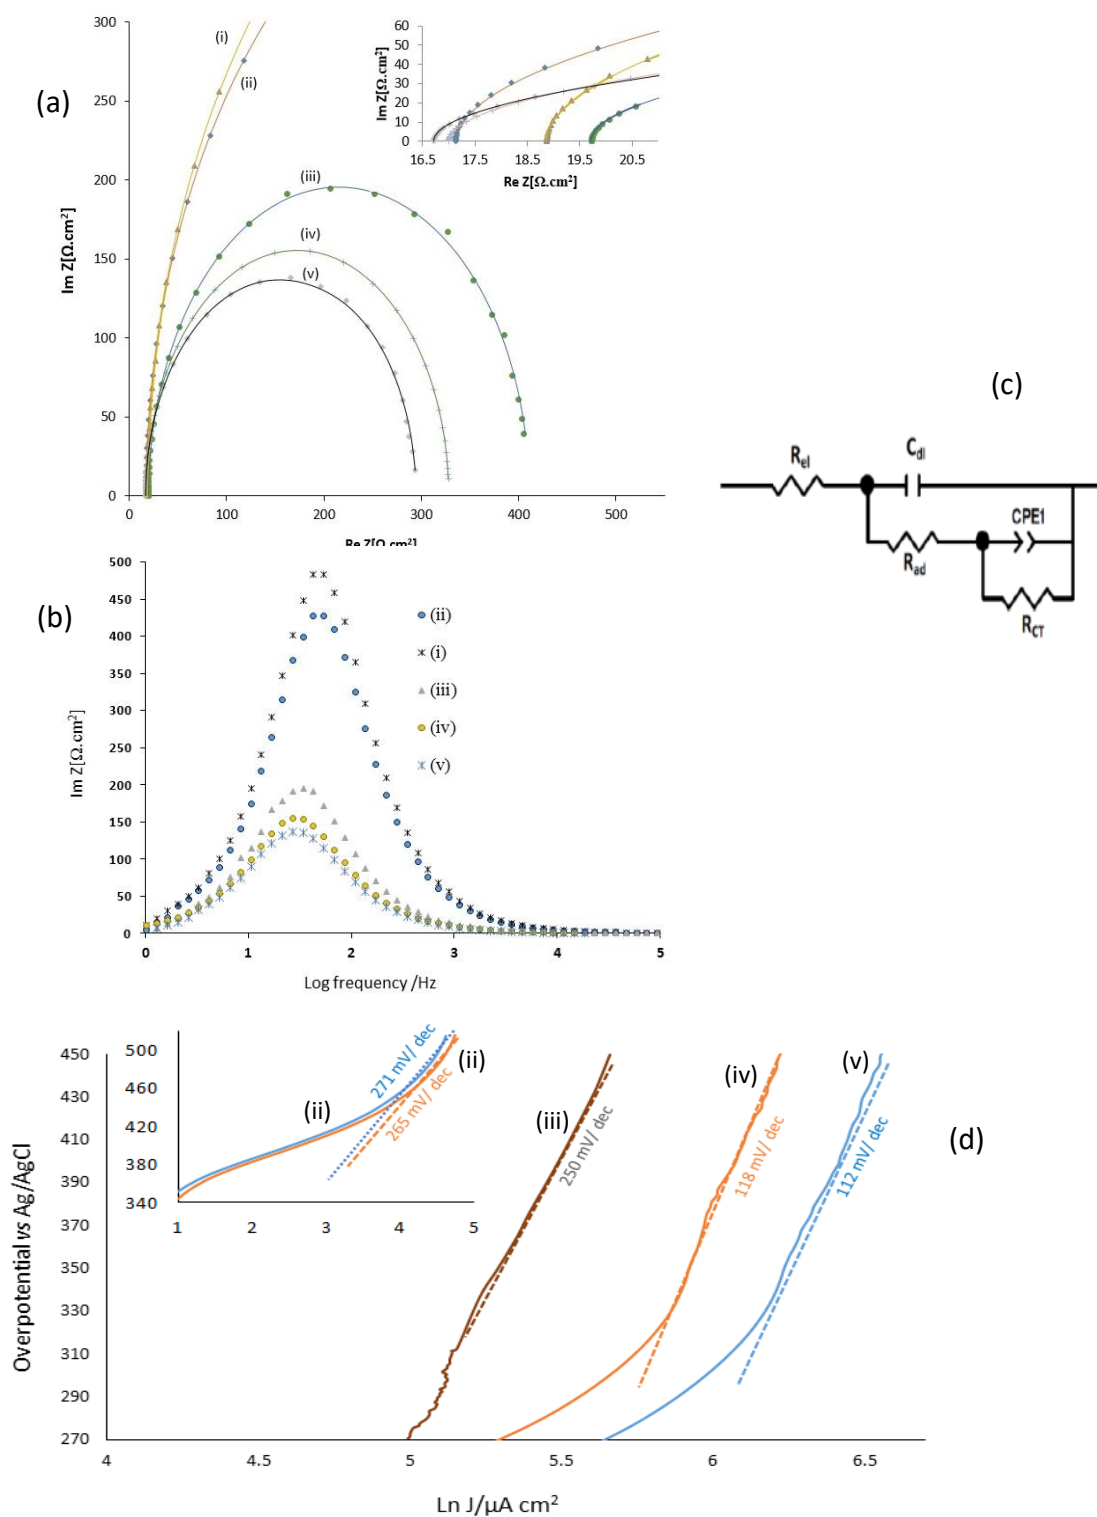 (a)
Im Z[Ω.cm²]
300
250
200
150
100
50
0
0
100
200
300
400
500
Re Z[Ω.cm²]
(i)
(ii)
(iii)
(iv)
(v)
Im Z[Ω.cm²]
60
50
40
30
20
10
0
16.5
17.5
18.5
19.5
20.5
Re Z[Ω.cm²]
(c)
Rel
Cdl
Rad
CPE1
RCT
(b)
Im Z[Ω.cm²]
500
450
400
350
300
250
200
150
100
50
0
0
1
2
3
4
5
Log frequency /Hz
(ii)
(i)
(iii)
(iv)
(v)
(d)
Overpotential vs Ag/AgCl
450
430
410
390
370
350
330
310
290
270
4
4.5
5
5.5
6
6.5
Ln J/µA cm²
500
460
420
380
340
1
2
3
4
5
(ii)
271 mV/ dec
265 mV/ dec
(ii)
(iii)
250 mV/ dec
(iv)
118 mV/ dec
(v)
112 mV/ dec